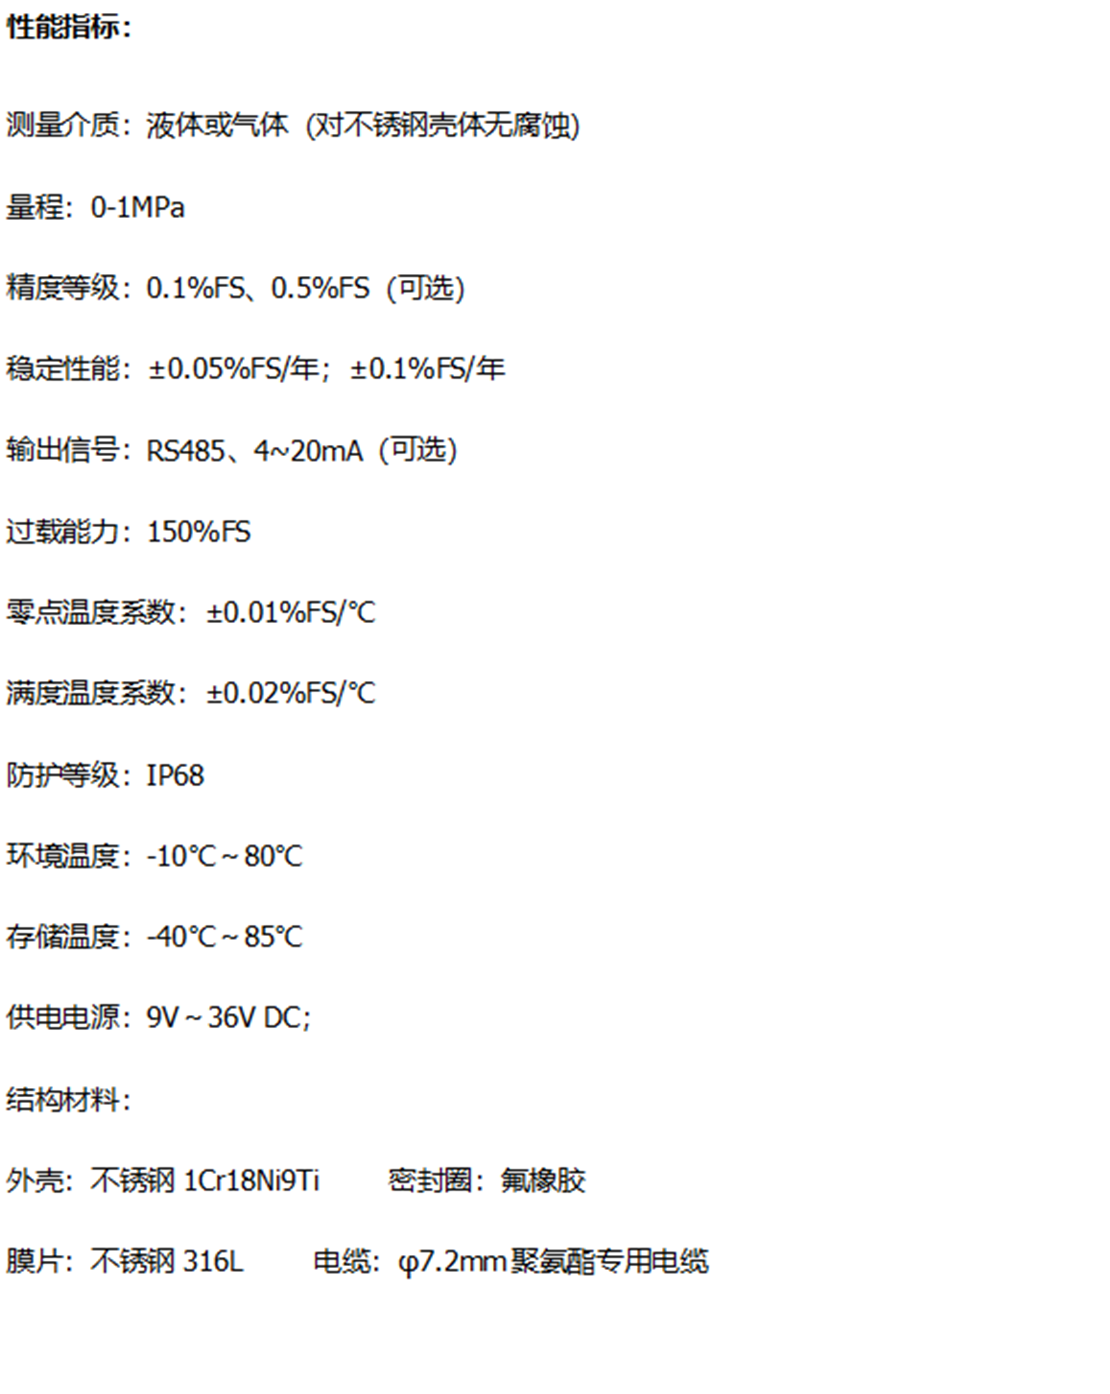 性能指标：
测量介质：液体或气体 (对不锈钢壳体无腐蚀)
量程：0-1MPa
精度等级：0.1%FS、0.5%FS (可选)
稳定性能：±0.05%FS/年；±0.1%FS/年
输出信号：RS485、4~20mA (可选)
过载能力：150%FS
零点温度系数：±0.01%FS/℃
满度温度系数：±0.02%FS/℃
防护等级：IP68
环境温度：-10℃～80℃
存储温度：-40℃～85℃
供电电源：9V～36V DC；
结构材料：
外壳：不锈钢 1Cr18Ni9Ti 密封圈：氟橡胶
膜片：不锈钢 316L 电缆：φ7.2mm 聚氨酯专用电缆